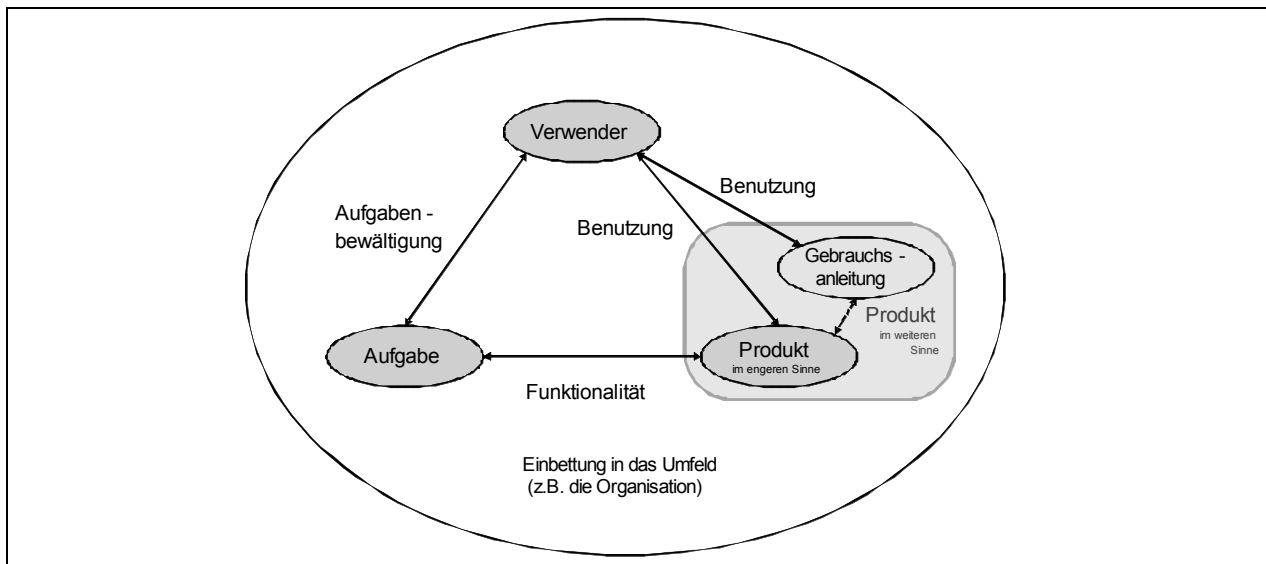 Verwender
Benutzung
Aufgaben -
bewältigung
Benutzung
Gebrauchs -
anleitung
Produkt
im weiteren
Sinne
Aufgabe
Produkt
im engeren Sinne
Funktionalität
Einbettung in das Umfeld
(z.B. die Organisation)